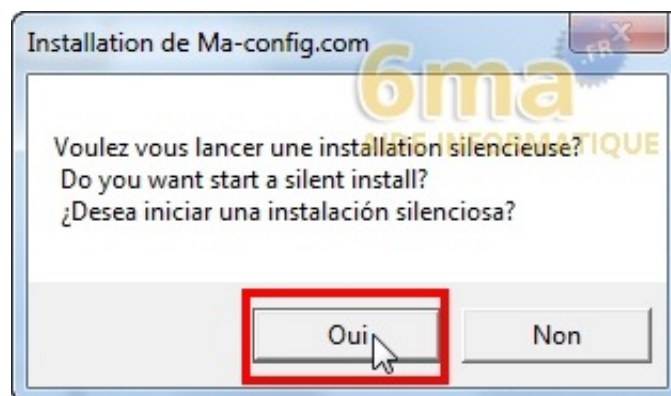 Installation de Ma-config.com
6ma
.FR
AIDE INFORMATIQUE
Voulez vous lancer une installation silencieuse?
Do you want start a silent install?
¿Desea iniciar una instalación silenciosa?
Oui
Non